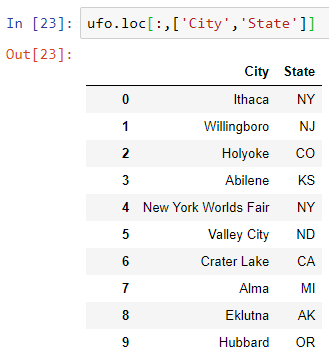 In [23]: ufo.loc[:,['City','State']]
Out[23]:
City State
0 Ithaca NY
1 Willingboro NJ
2 Holyoke CO
3 Abilene KS
4 New York Worlds Fair NY
5 Valley City ND
6 Crater Lake CA
7 Alma MI
8 Eklutna AK
9 Hubbard OR